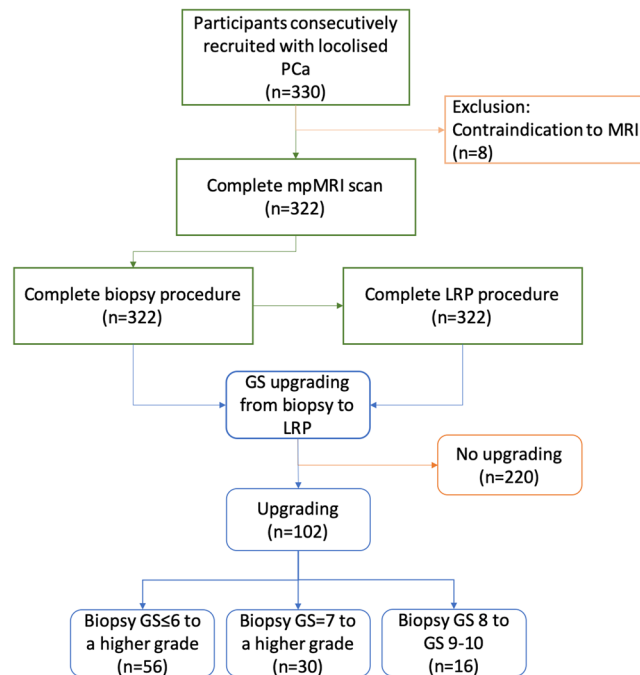 Participants consecutively
recruited with locolised
PCa
(n=330)
Exclusion:
Contraindication to MRI
(n=8)
Complete mpMRI scan
(n=322)
Complete biopsy procedure
(n=322)
Complete LRP procedure
(n=322)
GS upgrading
from biopsy to
LRP
No upgrading
(n=220)
Upgrading
(n=102)
Biopsy GS≤6 to
a higher grade
(n=56)
Biopsy GS=7 to
a higher grade
(n=30)
Biopsy GS 8 to
GS 9-10
(n=16)